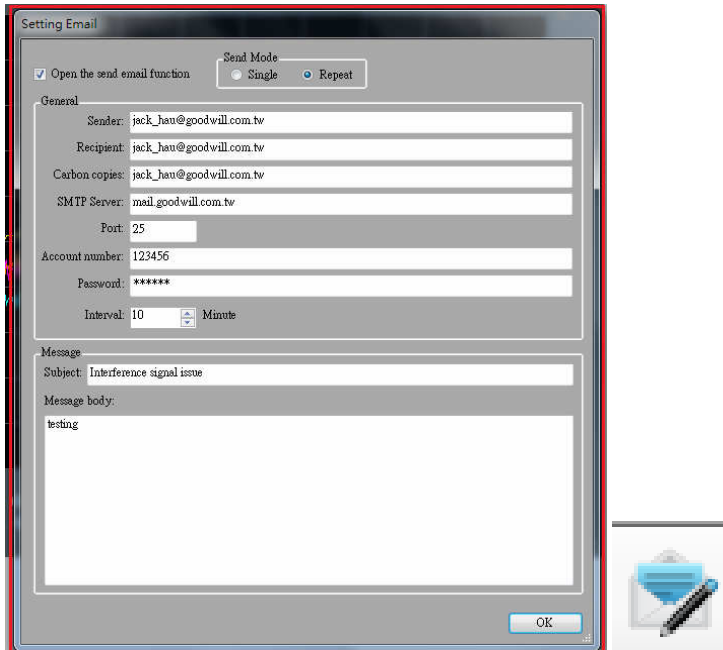 Setting Email
Open the send email function
Send Mode
Single
Repeat
General
Sender: jack_hau@goodwill.com.tw
Recipient: jack_hau@goodwill.com.tw
Carbon copies: jack_hau@goodwill.com.tw
SMTP Server: mail.goodwill.com.tw
Port: 25
Account number: 123456
Password: ******
Interval: 10 Minute
Message
Subject: Interference signal issue
Message body:
testing
OK